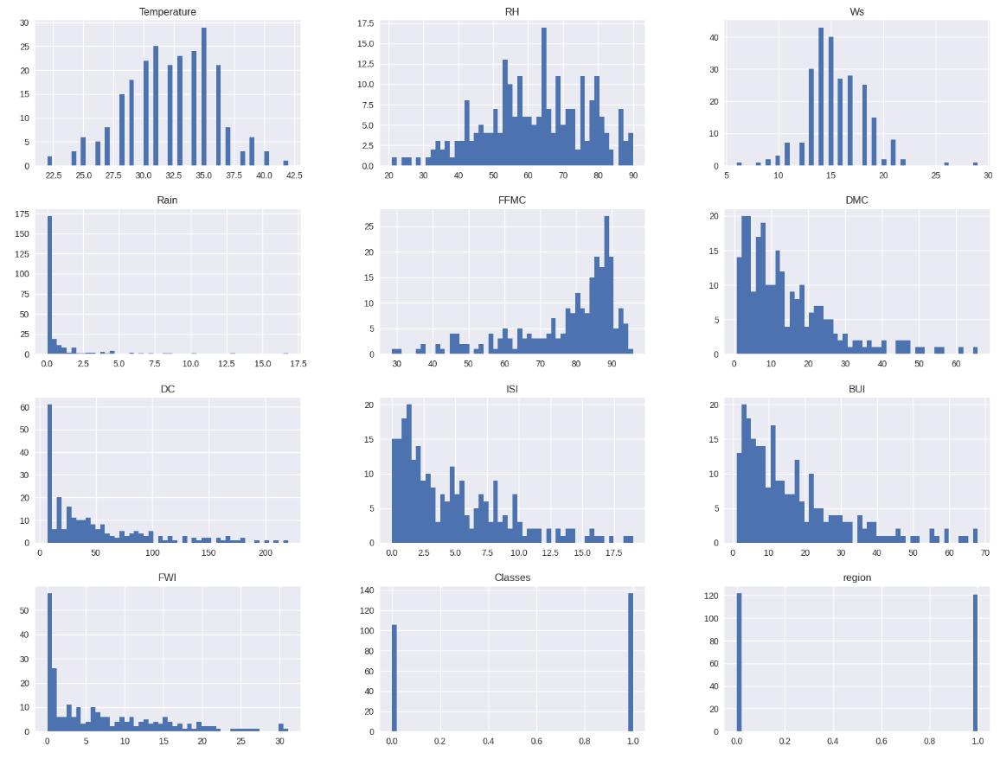 Temperature RH Ws
30 25 20 15 10 5 0
22.5 25.0 27.5 30.0 32.5 35.0 37.5 40.0 42.5
17.5 15.0 12.5 10.0 7.5 5.0 2.5 0.0
20 30 40 50 60 70 80 90
40 30 20 10 0
5 10 15 20 25 30
Rain FFMC DMC
175 150 125 100 75 50 25 0
0.0 2.5 5.0 7.5 10.0 12.5 15.0 17.5
25 20 15 10 5 0
30 40 50 60 70 80 90
20 15 10 5 0
0 10 20 30 40 50 60
DC ISI BUI
60 50 40 30 20 10 0
0 50 100 150 200
20 15 10 5 0
0.0 2.5 5.0 7.5 10.0 12.5 15.0 17.5
20 15 10 5 0
0 10 20 30 40 50 60 70
FWI Classes region
50 40 30 20 10 0
0 5 10 15 20 25 30
140 120 100 80 60 40 20 0
0.0 0.2 0.4 0.6 0.8 1.0
120 100 80 60 40 20 0
0.0 0.2 0.4 0.6 0.8 1.0